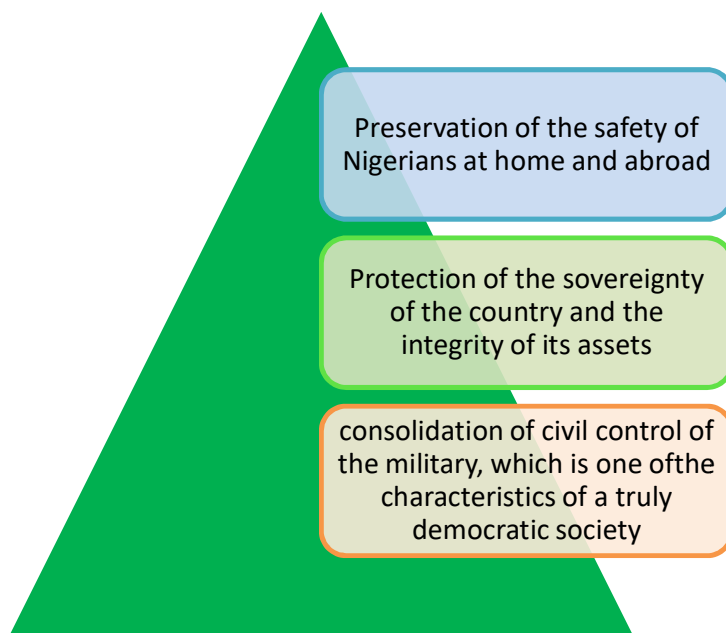 Preservation of the safety of
Nigerians at home and abroad
Protection of the sovereignty
of the country and the
integrity of its assets
consolidation of civil control of
the military, which is one ofthe
characteristics of a truly
democratic society